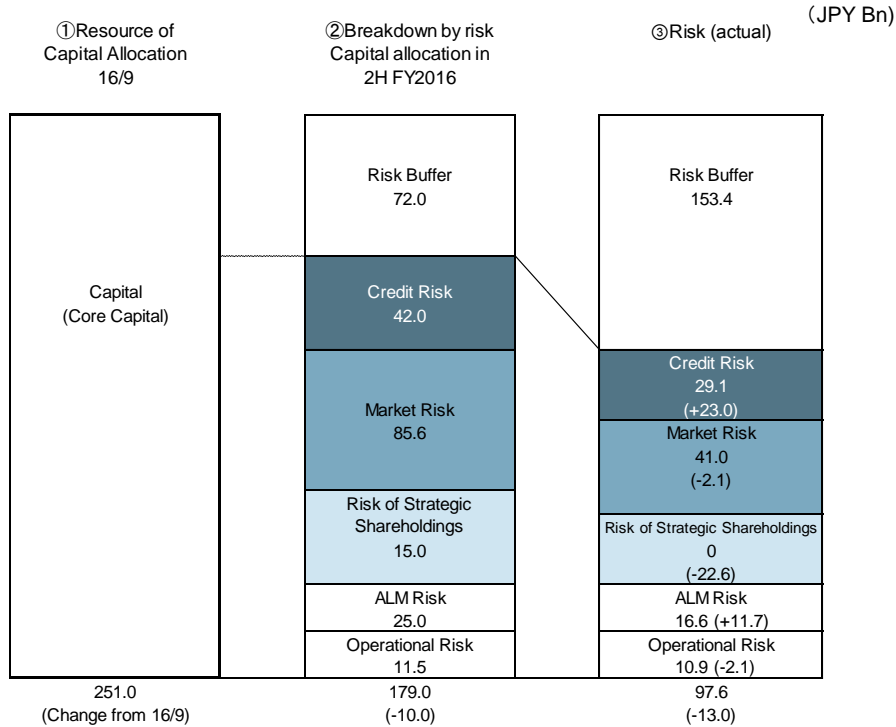 （JPY Bn)
①Resource of
Capital Allocation
16/9
②Breakdown by risk
Capital allocation in
2H FY2016
③Risk (actual)
Capital
(Core Capital)
251.0
(Change from 16/9)
Risk Buffer
72.0
Credit Risk
42.0
Market Risk
85.6
Risk of Strategic
Shareholdings
15.0
ALM Risk
25.0
Operational Risk
11.5
179.0
(-10.0)
Risk Buffer
153.4
Credit Risk
29.1
(+23.0)
Market Risk
41.0
(-2.1)
Risk of Strategic Shareholdings
0
(-22.6)
ALM Risk
16.6 (+11.7)
Operational Risk
10.9 (-2.1)
97.6
(-13.0)